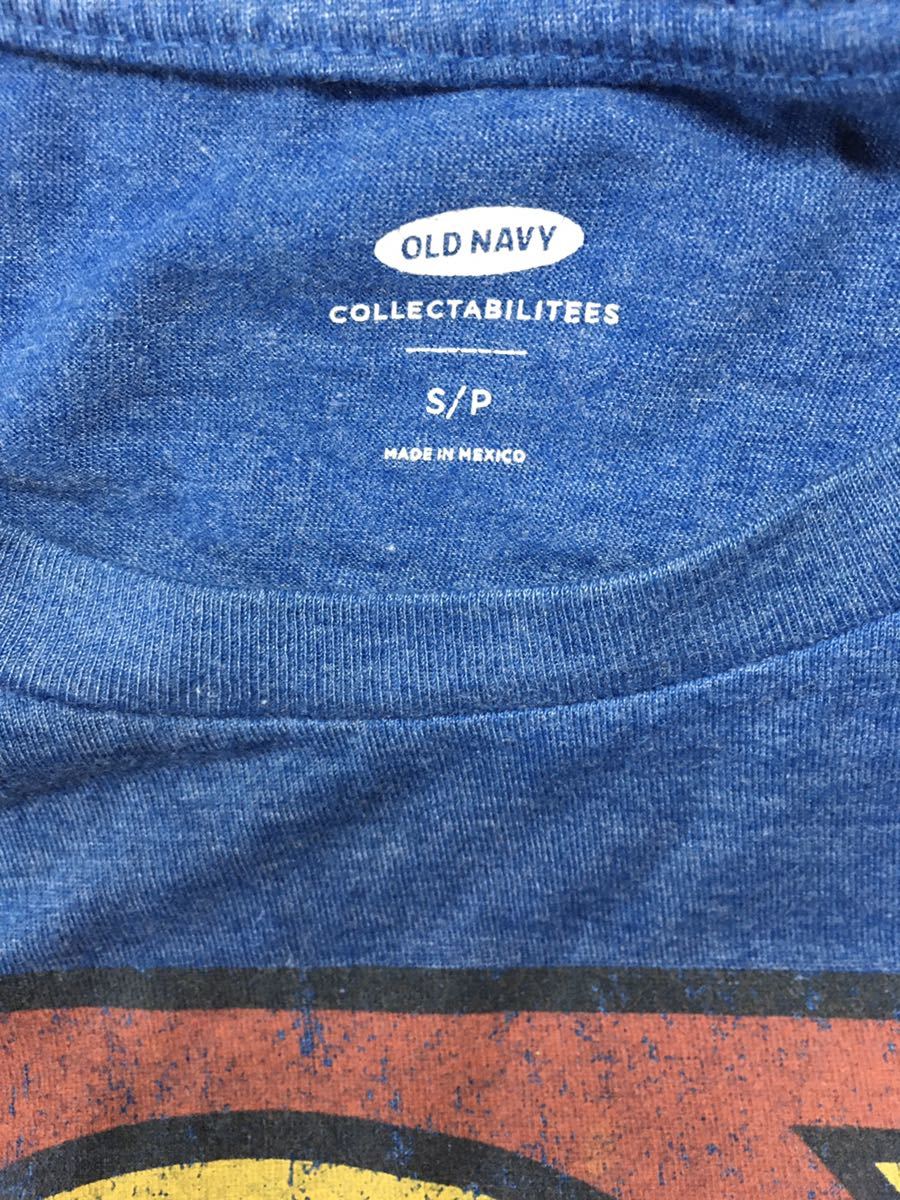 OLD NAVY
COLLECTABILITEES
S/P
MADE IN MEXICO